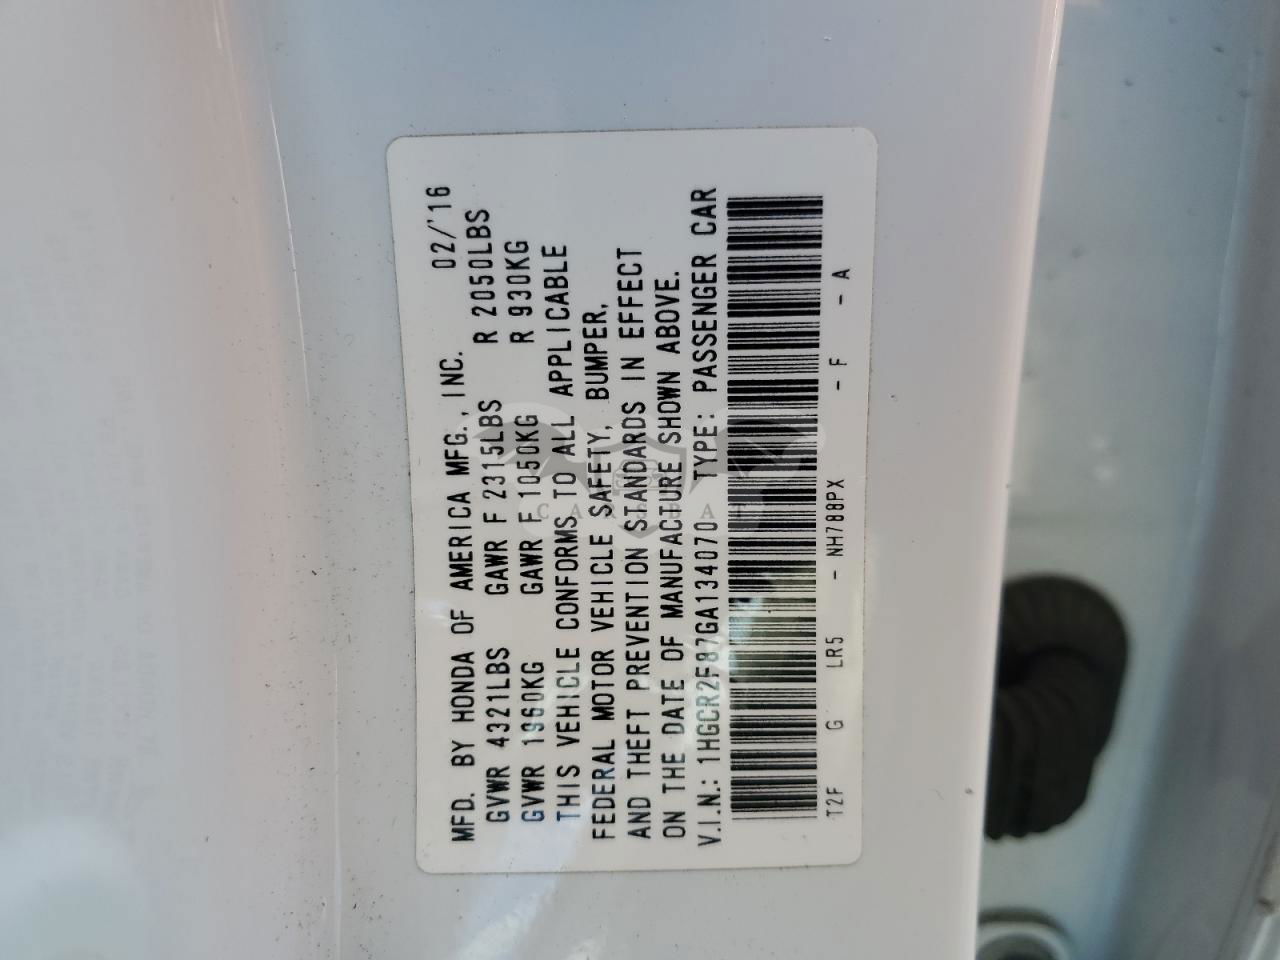 MFD. BY HONDA OF AMERICA MFG., INC. 02/'16
GVWR 4321LBS GAWR F 2315LBS R 2050LBS
GVWR 1960KG GAWR F 1050KG R 930KG
THIS VEHICLE CONFORMS TO ALL APPLICABLE
FEDERAL MOTOR VEHICLE SAFETY, BUMPER,
AND THEFT PREVENTION STANDARDS IN EFFECT
ON THE DATE OF MANUFACTURE SHOWN ABOVE.
V.I.N.: 1HGCR2F87GA134070 TYPE: PASSENGER CAR
T2F G LR5 - NH788PX - F - A
CARSBAT